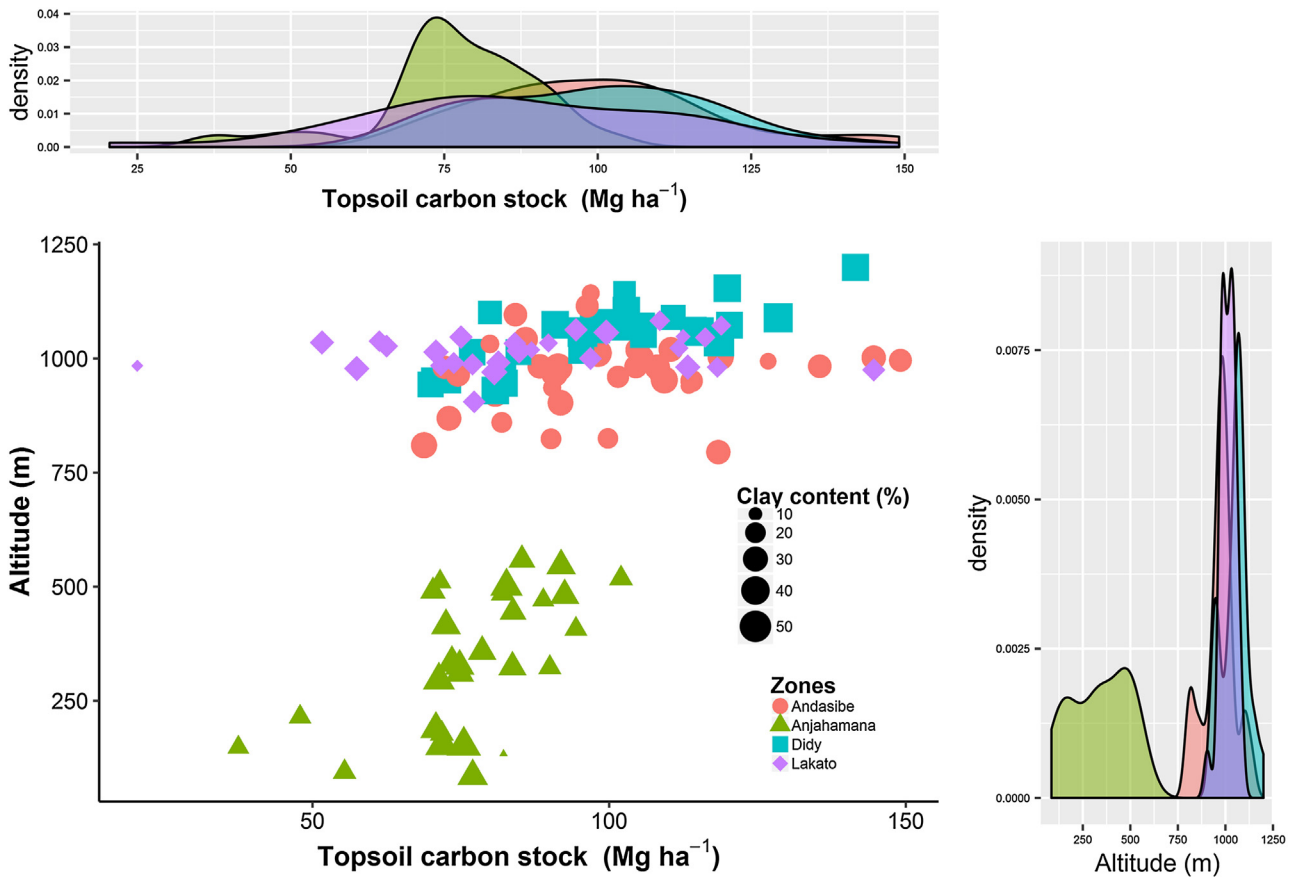 0.04
0.03
0.02
0.01
0.00
density
25 50 75 100 125 150
Topsoil carbon stock (Mg ha⁻¹)
1250
1000
750
500
250
Altitude (m)
50 100 150
Topsoil carbon stock (Mg ha⁻¹)
Clay content (%)
10
20
30
40
50
Zones
Andasibe
Anjahamana
Didy
Lakato
0.0075
0.0050
0.0025
0.0000
density
250 500 750 1000 1250
Altitude (m)